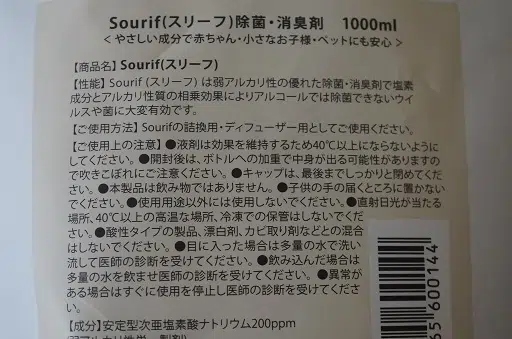 Sourif(スリーフ)除菌・消臭剤 1000ml
< やさしい成分で赤ちゃん・小さなお子様・ペットにも安心 >
【商品名】Sourif(スリーフ)
【性能】 Sourif (スリーフ) は弱アルカリ性の優れた除菌・消臭剤で塩素
成分とアルカリ性質の相乗効果によりアルコールでは除菌できないウイ
ルスや菌に大変有効です。
【ご使用方法】 Sourifの詰換用・ディフューザー用としてご使用ください。
【ご使用上の注意】 ●液剤は効果を維持するため40℃以上にならないように
してください。●開封後は、ボトルへの加重で中身が出る可能性がありますの
で吹きこぼれにご注意ください。●キャップは、最後までしっかりと閉めてくだ
さい。●本製品は飲み物ではありません。●子供の手の届くところに置かない
でください。●使用用途以外には使用しないでください。●直射日光が当たる
場所、40℃以上の高温な場所、冷凍での保管はしないでくださ
い。●酸性タイプの製品、漂白剤、カビ取り剤などとの混合
はしないでください。●目に入った場合は多量の水で洗い
流して医師の診断を受けてください。●飲み込んだ場合は
多量の水を飲ませ医師の診断を受けてください。●異常が
ある場合はすぐに使用を停止し医師の診断を受けてくださ
い。
【成分】安定型次亜塩素酸ナトリウム200ppm
65 600144